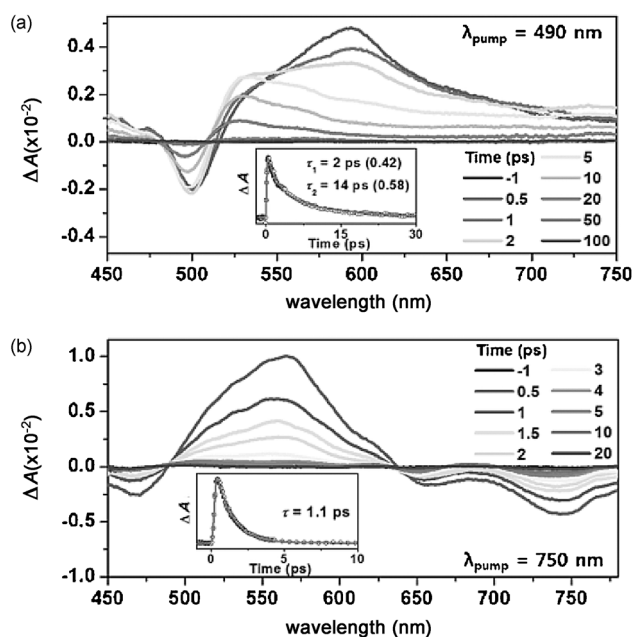 (a)
λpump = 490 nm
0.4
0.2
0.0
-0.2
-0.4
Δ A(x10⁻²)
τ₁ = 2 ps (0.42)
τ₂ = 14 ps (0.58)
Δ A
0 15 30
Time (ps)
Time (ps)
-1
0.5
1
2
5
10
20
50
100
450 500 550 600 650 700 750
wavelength (nm)
(b)
1.0
0.5
0.0
-0.5
-1.0
Δ A(x10⁻²)
Time (ps)
-1
0.5
1
1.5
2
3
4
5
10
20
Δ A
τ = 1.1 ps
0 5 10
Time (ps)
λpump = 750 nm
450 500 550 600 650 700 750
wavelength (nm)